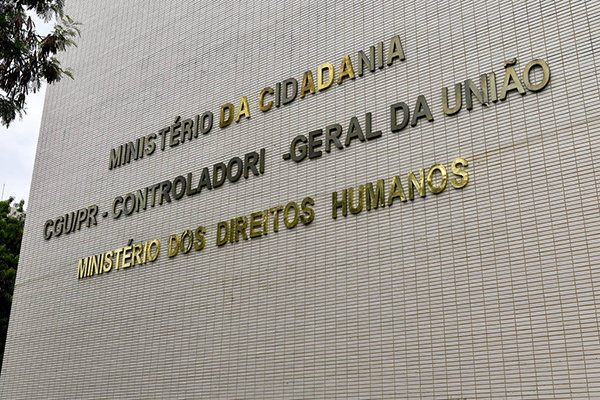 MINISTÉRIO DA CIDADANIA
CGU/PR - CONTROLADORI -GERAL DA UNIÃO
MINISTÉRIO DOS DIREITOS HUMANOS